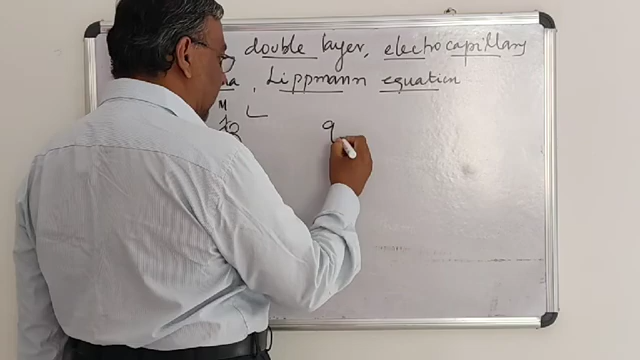 double layer, electrocapillary
, Lippmann equation
M L
q